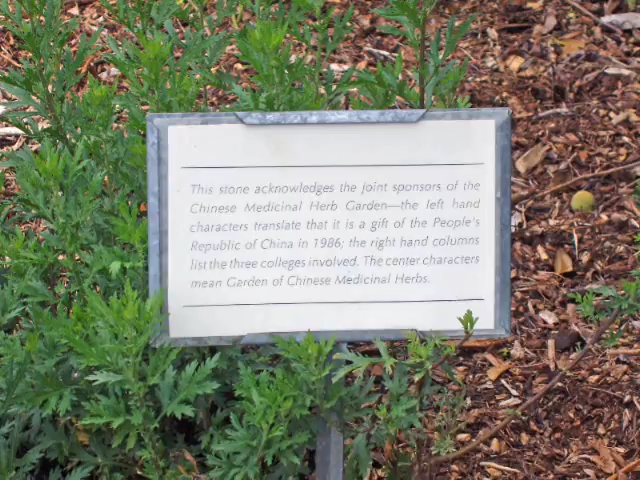 This stone acknowledges the joint sponsors of the
Chinese Medicinal Herb Garden—the left hand
characters translate that it is a gift of the People's
Republic of China in 1986; the right hand columns
list the three colleges involved. The center characters
mean Garden of Chinese Medicinal Herbs.